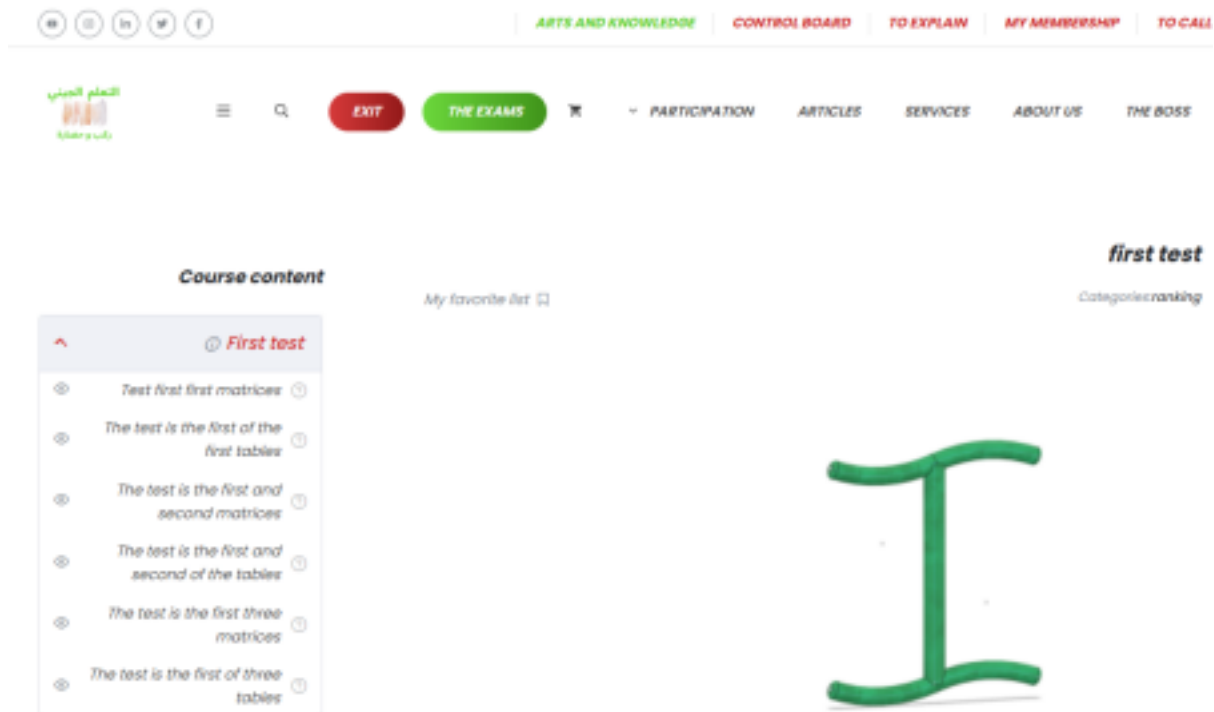 ARTS AND KNOWLEDGE
CONTROL BOARD
TO EXPLAIN
MY MEMBERSHIP
TO CALL
التعلم الجيني
EXIT
THE EXAMS
PARTICIPATION
ARTICLES
SERVICES
ABOUT US
THE BOSS
first test
Categories:ranking
My favorite list
Course content
First test
Test first first matrices
The test is the first of the
first tables
The test is the first and
second matrices
The test is the first and
second of the tables
The test is the first three
matrices
The test is the first of three
tables